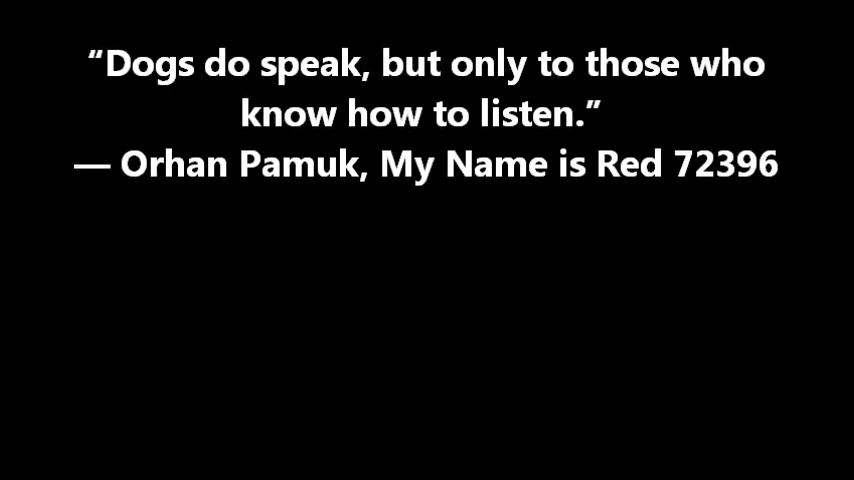 “Dogs do speak, but only to those who
know how to listen.”
— Orhan Pamuk, My Name is Red 72396